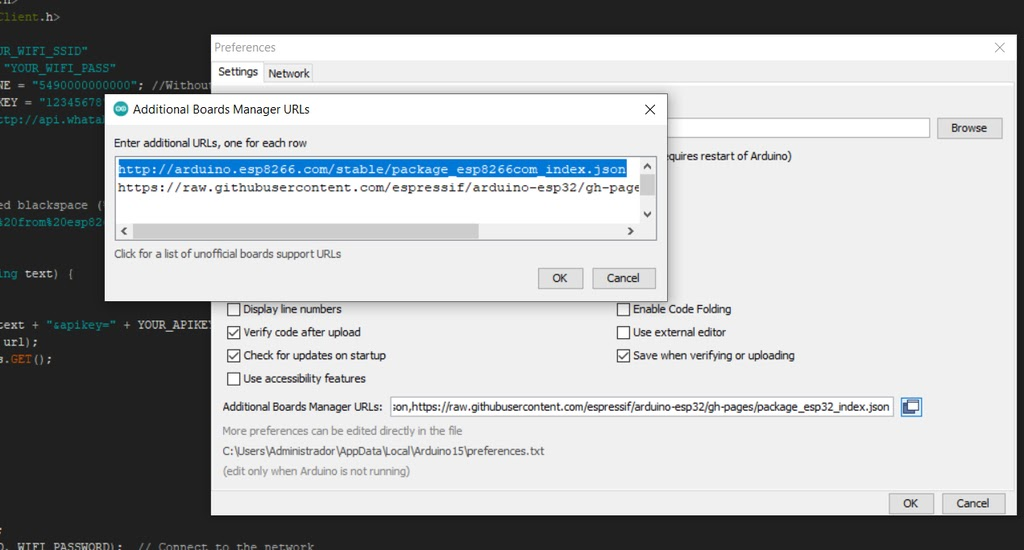 Client.h>
UR_WIFI_SSID"
"YOUR_WIFI_PASS"
NE = "5490000000000"; //Withou
KEY = "12345678
ttp://api.what
ed blackspace (
%20from%20esp82
ing text) {
text + "&apikey=" + YOUR_APIKE
url);
s.GET();
;
D, WIFI_PASSWORD);  // Connect to the network
Preferences
Settings
Network
Browse
equires restart of Arduino)
Additional Boards Manager URLs
Enter additional URLs, one for each row
http://arduino.esp8266.com/stable/package_esp8266com_index.json
https://raw.githubusercontent.com/espressif/arduino-esp32/gh-page
Click for a list of unofficial boards support URLs
OK
Cancel
Display line numbers
Enable Code Folding
Verify code after upload
Use external editor
Check for updates on startup
Save when verifying or uploading
Use accessibility features
Additional Boards Manager URLs:
son,https://raw.githubusercontent.com/espressif/arduino-esp32/gh-pages/package_esp32_index.json
More preferences can be edited directly in the file
C:\Users\Administrador\AppData\Local\Arduino15\preferences.txt
(edit only when Arduino is not running)
OK
Cancel